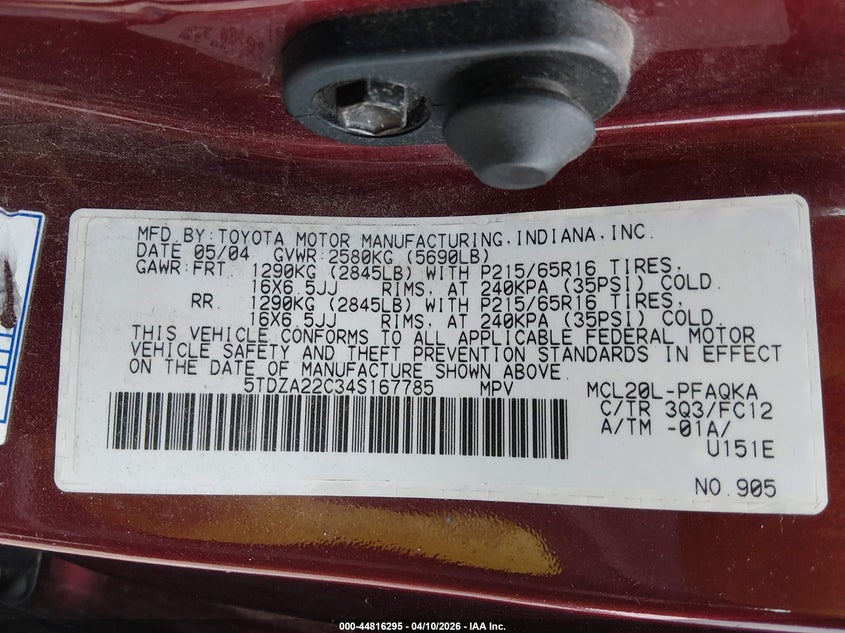 MFD BY:TOYOTA MOTOR MANUFACTURING,INDIANA,INC.
DATE 05/04 GVWR:2580KG (5690LB)
GAWR:FRT. 1290KG (2845LB) WITH P215/65R16 TIRES,
16X6.5JJ RIMS, AT 240KPA (35PSI) COLD.
RR. 1290KG (2845LB) WITH P215/65R16 TIRES,
16X6.5JJ RIMS, AT 240KPA (35PSI) COLD.
THIS VEHICLE CONFORMS TO ALL APPLICABLE FEDERAL MOTOR
VEHICLE SAFETY AND THEFT PREVENTION STANDARDS IN EFFECT
ON THE DATE OF MANUFACTURE SHOWN ABOVE.
5TDZA22C34S167785 MPV MCL20L-PFAQKA
C/TR 3Q3/FC12
A/TM -01A/
U151E
NO.905
000-44816295 - 04/10/2026 - IAA Inc.